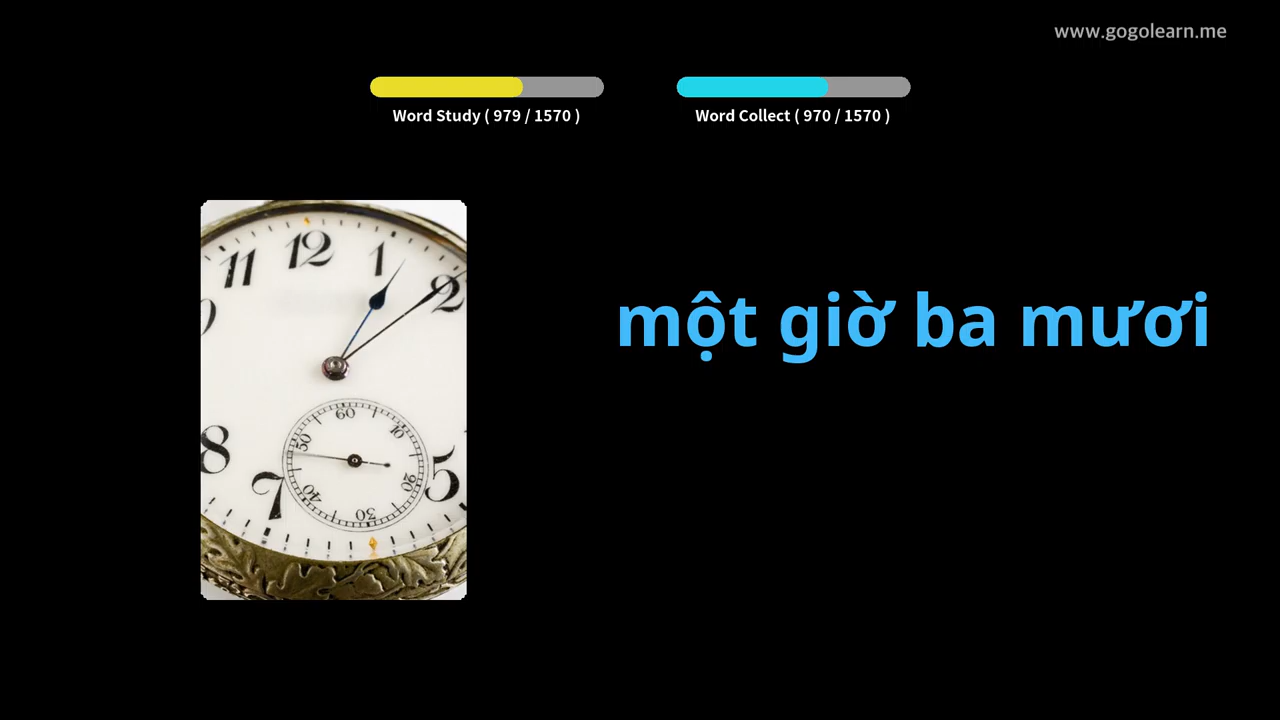 www.gogolearn.me
Word Study ( 979 / 1570 )
Word Collect ( 970 / 1570 )
11 12 1 2
8 7 5
60 10 20 30 40 50
một giờ ba mươi